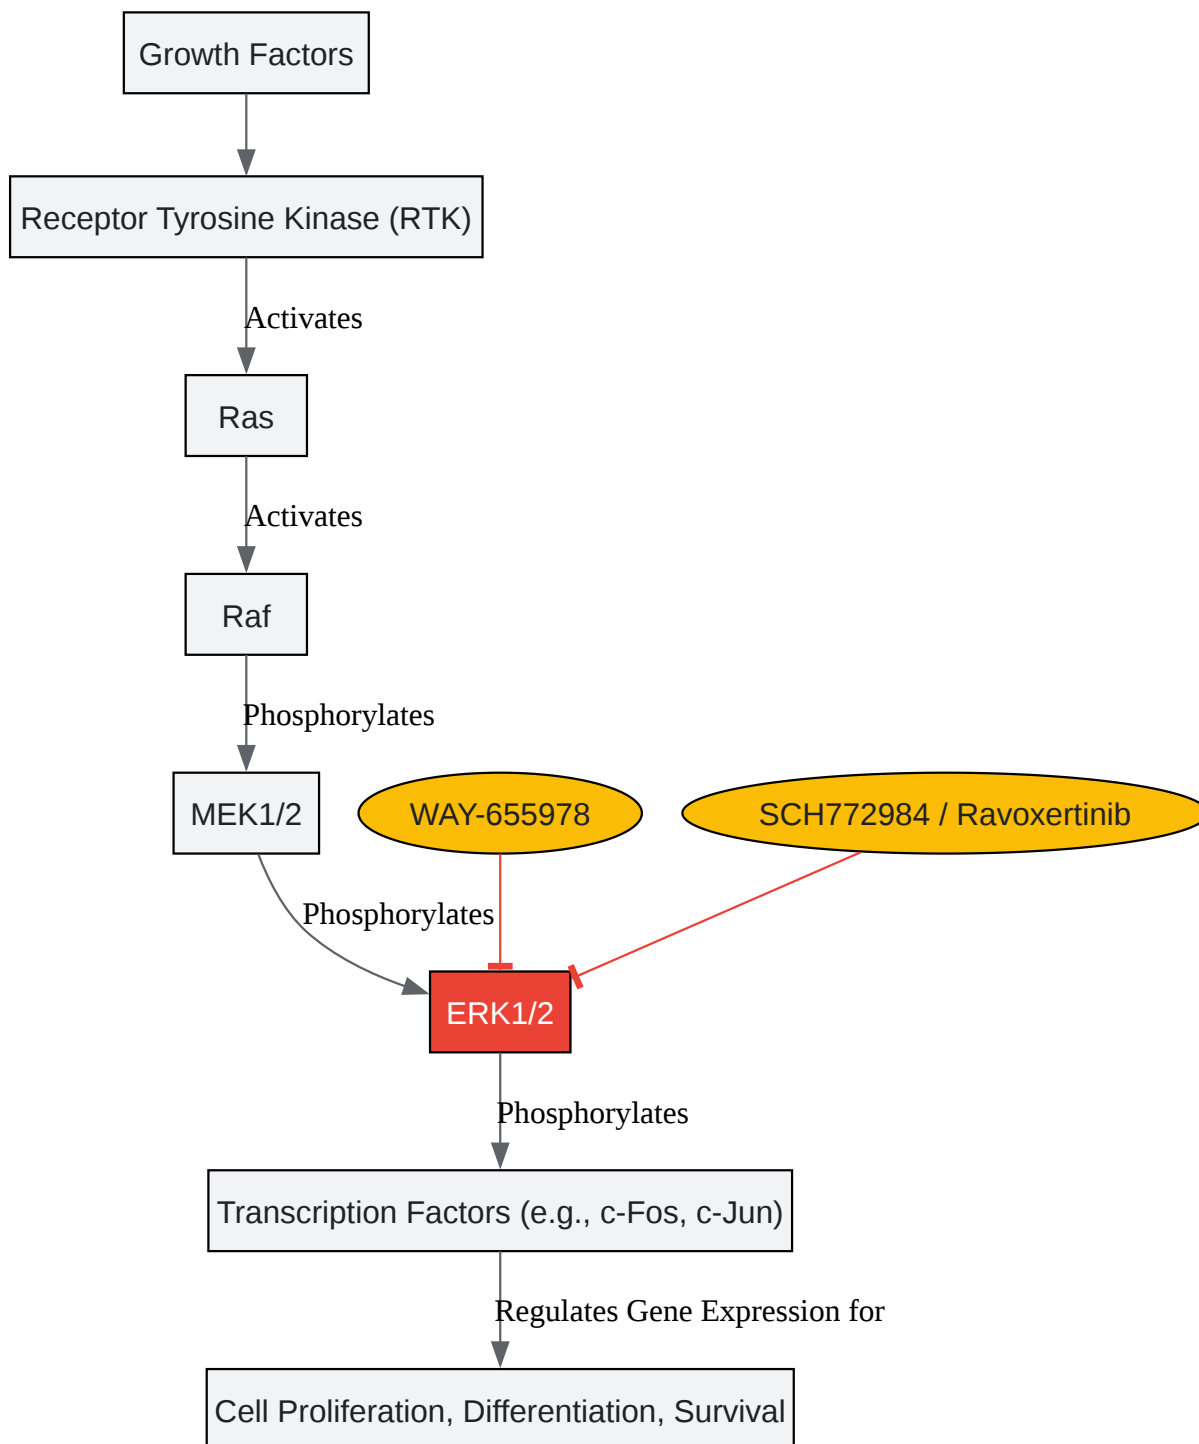 Growth Factors
Receptor Tyrosine Kinase (RTK)
Activates
Ras
Activates
Raf
Phosphorylates
MEK1/2
WAY-655978
SCH772984 / Ravoxertinib
Phosphorylates
ERK1/2
Phosphorylates
Transcription Factors (e.g., c-Fos, c-Jun)
Regulates Gene Expression for
Cell Proliferation, Differentiation, Survival